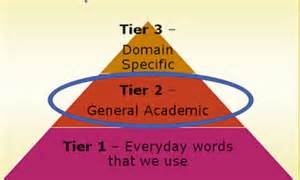 Tier 3 –
Domain
Specific
Tier 2 –
General Academic
Tier 1 – Everyday words
that we use